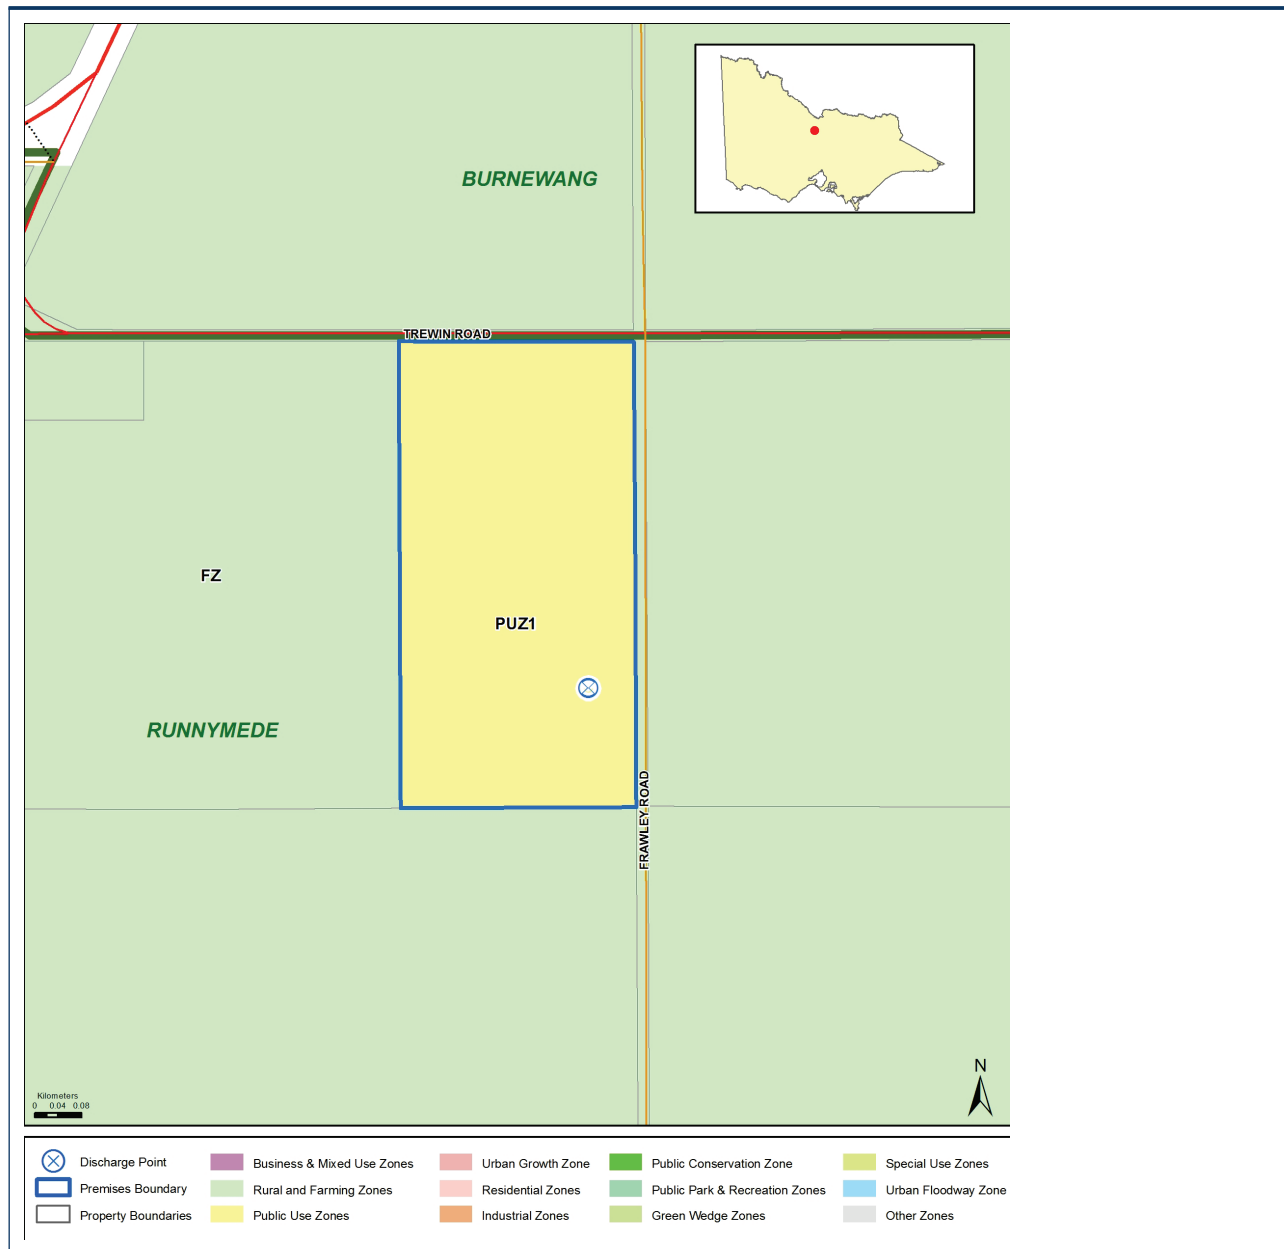 BURNEWANG
TREWIN ROAD
FZ
PUZ1
RUNNYMEDE
FRAWLEY ROAD
N
Kilometers
0 0.04 0.08
Discharge Point
Premises Boundary
Property Boundaries
Business & Mixed Use Zones
Rural and Farming Zones
Public Use Zones
Urban Growth Zone
Residential Zones
Industrial Zones
Public Conservation Zone
Public Park & Recreation Zones
Green Wedge Zones
Special Use Zones
Urban Floodway Zone
Other Zones